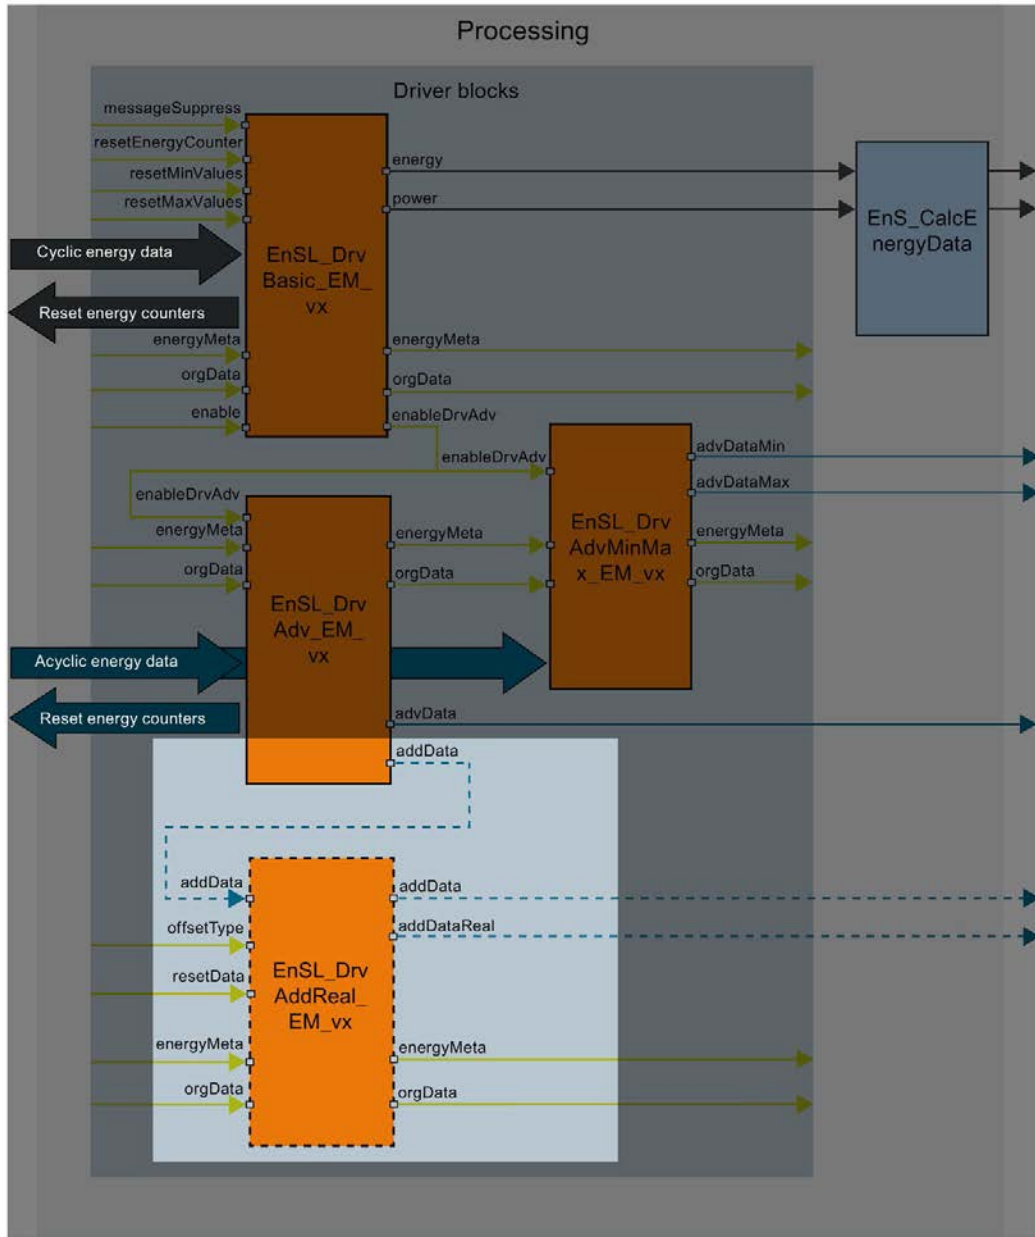 Processing
Driver blocks
messageSuppress
resetEnergyCounter
resetMinValues
resetMaxValues
energy
power
EnS_CalcE
nergyData
Cyclic energy data
EnSL_Drv
Basic_EM_
vx
Reset energy counters
energyMeta
orgData
enable
energyMeta
orgData
enableDrvAdv
enableDrvAdv
advDataMin
advDataMax
EnSL_Drv
AdvMinMa
x_EM_vx
energyMeta
orgData
enableDrvAdv
energyMeta
orgData
energyMeta
orgData
EnSL_Drv
Adv_EM_
vx
Acyclic energy data
Reset energy counters
advData
addData
addData
offsetType
resetData
energyMeta
orgData
EnSL_Drv
AddReal_
EM_vx
addData
addDataReal
energyMeta
orgData